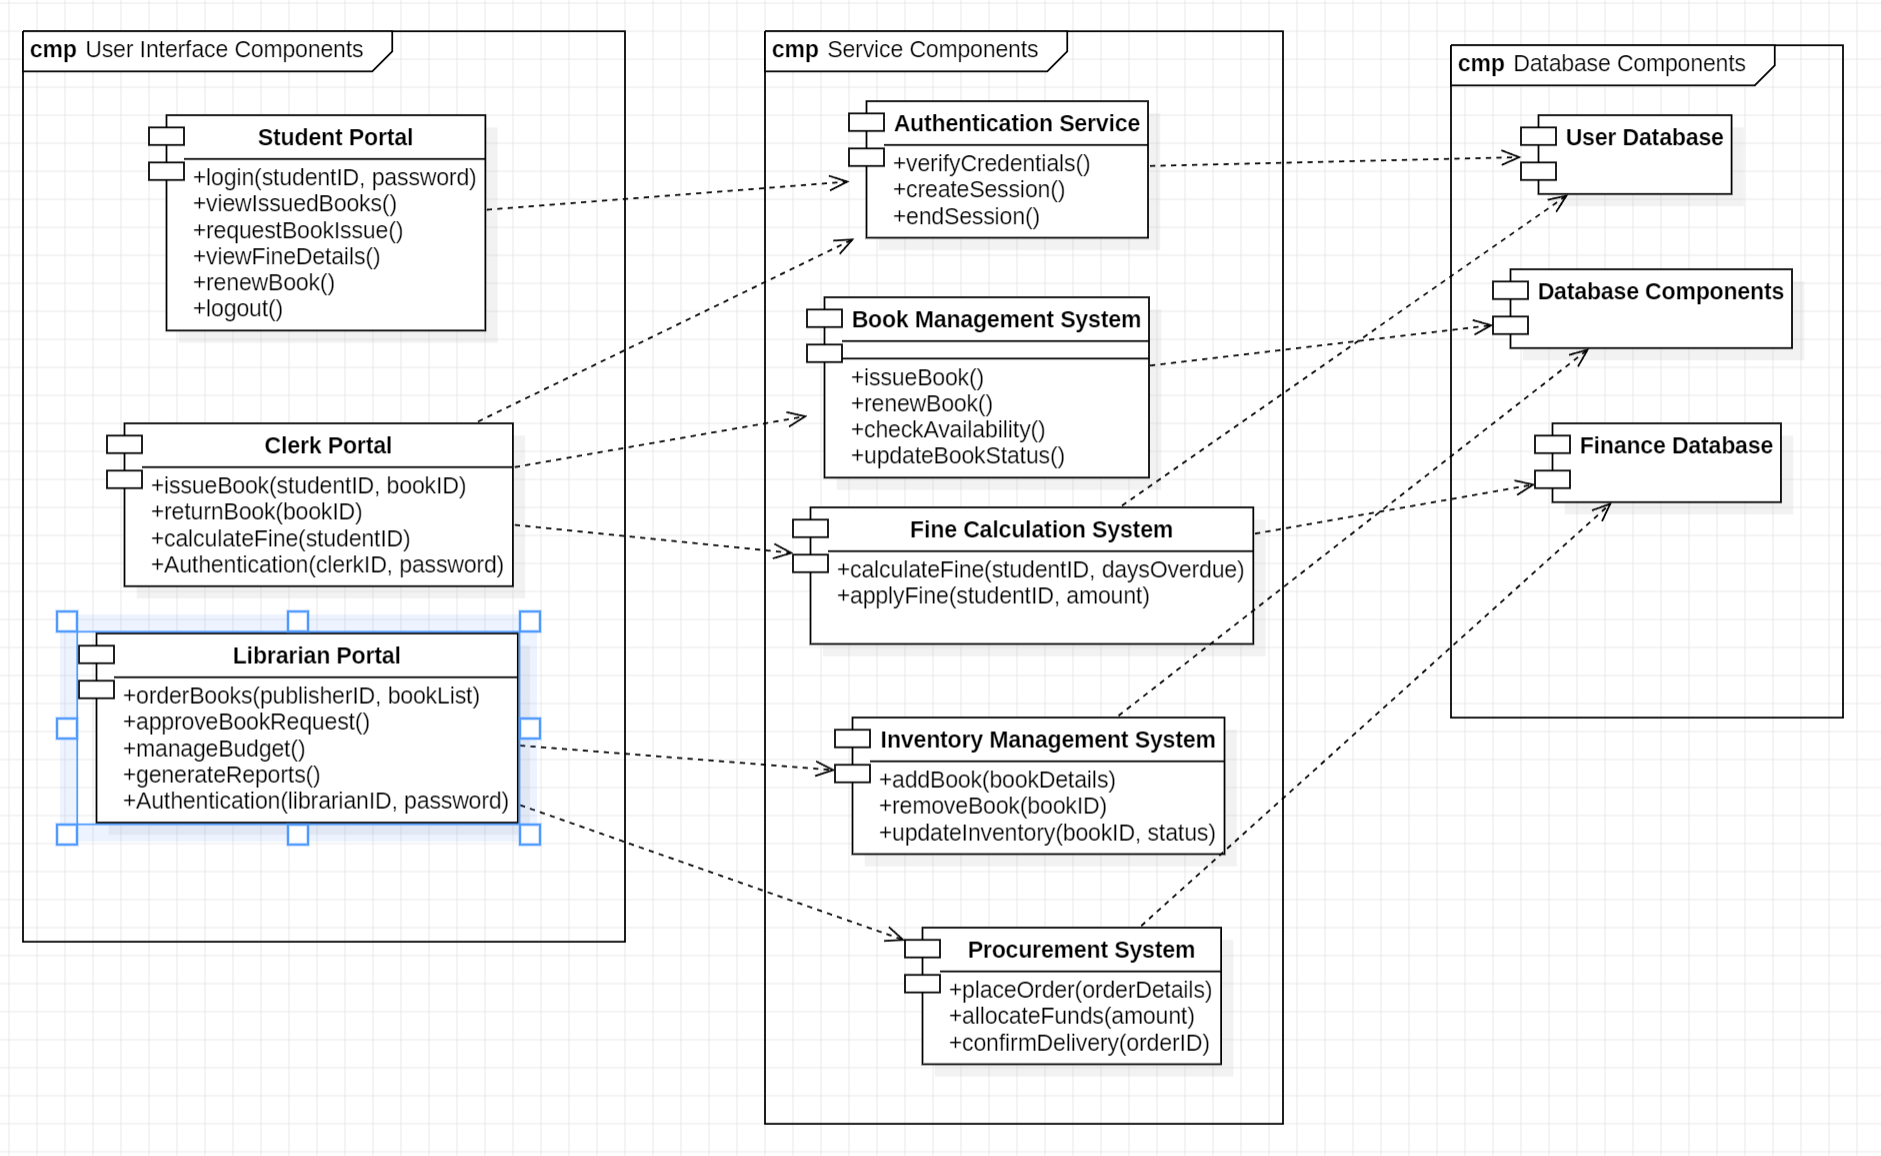 cmp User Interface Components
Student Portal
+login(studentID, password)
+viewIssuedBooks()
+requestBookIssue()
+viewFineDetails()
+renewBook()
+logout()
Clerk Portal
+issueBook(studentID, bookID)
+returnBook(bookID)
+calculateFine(studentID)
+Authentication(clerkID, password)
Librarian Portal
+orderBooks(publisherID, bookList)
+approveBookRequest()
+manageBudget()
+generateReports()
+Authentication(librarianID, password)
cmp Service Components
Authentication Service
+verifyCredentials()
+createSession()
+endSession()
Book Management System
+issueBook()
+renewBook()
+checkAvailability()
+updateBookStatus()
Fine Calculation System
+calculateFine(studentID, daysOverdue)
+applyFine(studentID, amount)
Inventory Management System
+addBook(bookDetails)
+removeBook(bookID)
+updateInventory(bookID, status)
Procurement System
+placeOrder(orderDetails)
+allocateFunds(amount)
+confirmDelivery(orderID)
cmp Database Components
User Database
Database Components
Finance Database